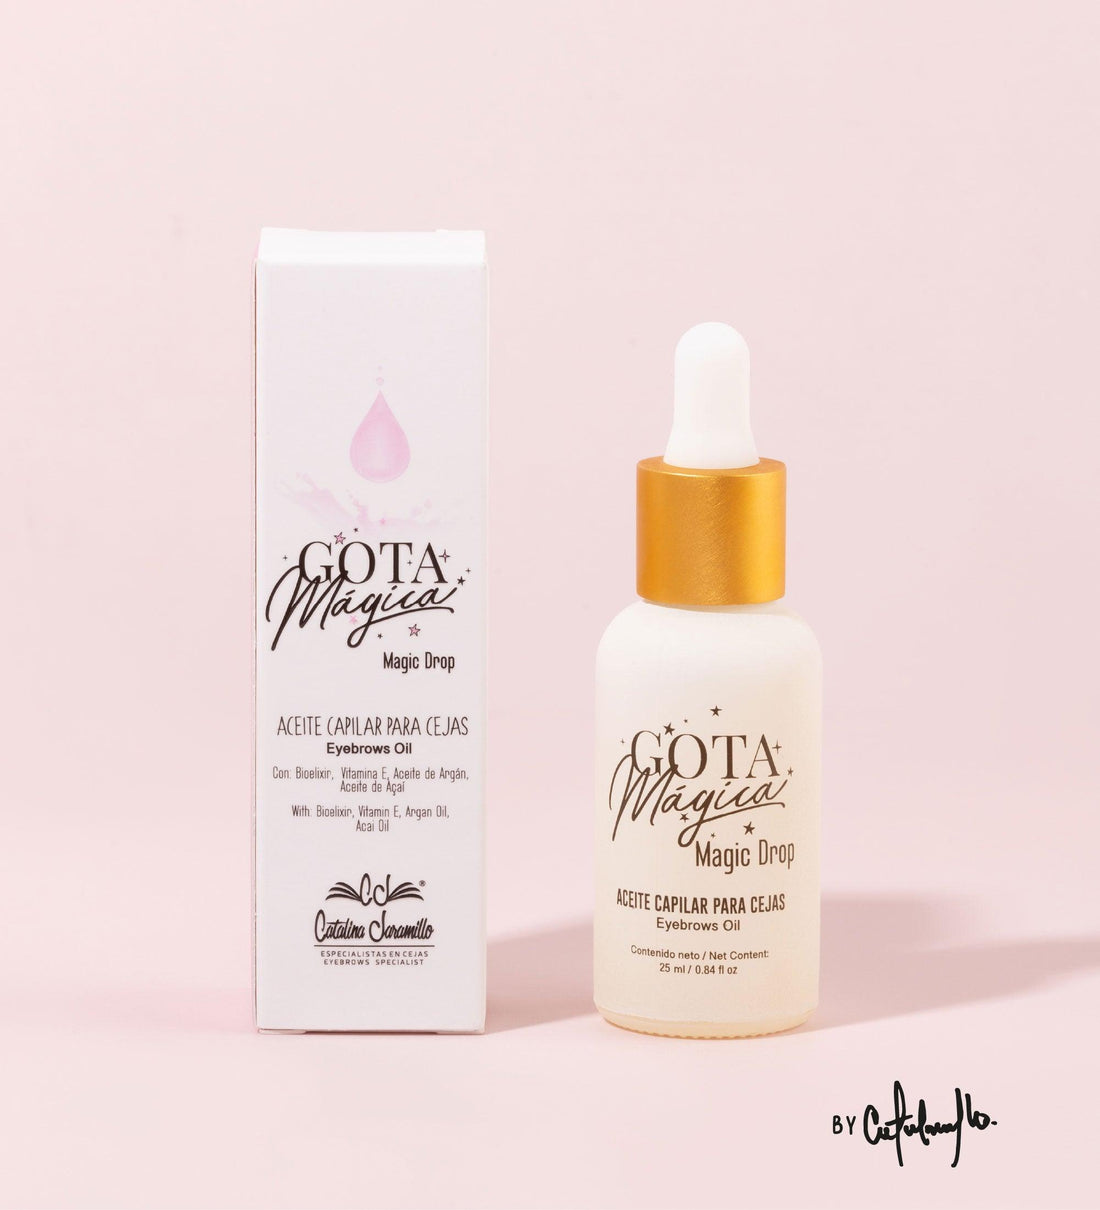 GOTA
Mágica
Magic Drop
ACEITE CAPILAR PARA CEJAS
Eyebrows Oil
Con: Bioelixir, Vitamina E, Aceite de Argán,
Aceite de Açaí
With: Bioelixir, Vitamin E, Argan Oil,
Acai Oil
CJ®
Catalina Jaramillo
ESPECIALISTAS EN CEJAS
EYEBROWS SPECIALIST
GOTA
Mágica
Magic Drop
ACEITE CAPILAR PARA CEJAS
Eyebrows Oil
Contenido neto / Net Content:
25 ml / 0.84 fl oz
BY